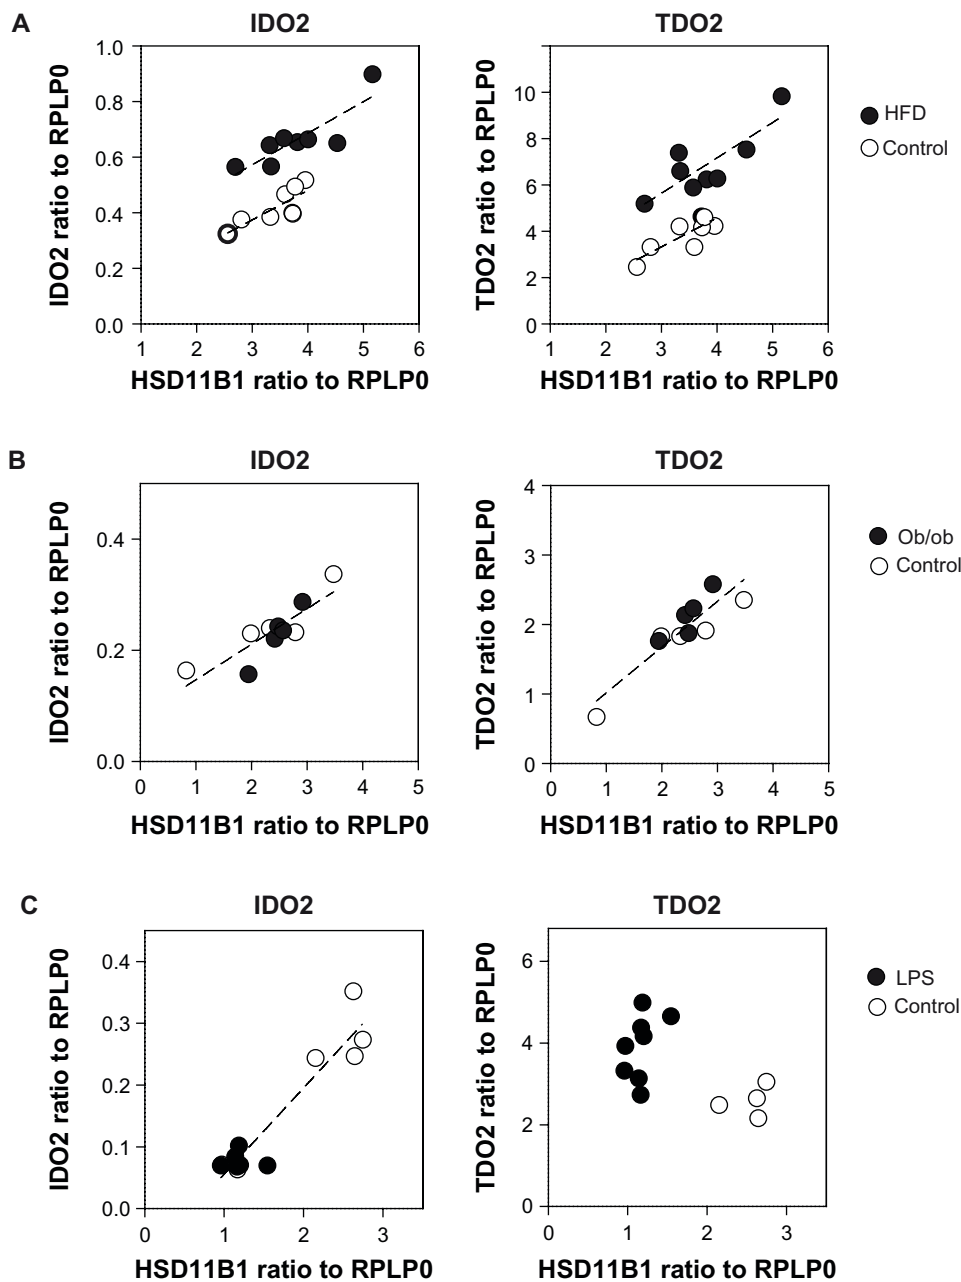 A
IDO2
TDO2
IDO2 ratio to RPLP0
1.0
0.8
0.6
0.4
0.2
0.0
1 2 3 4 5 6
HSD11B1 ratio to RPLP0
TDO2 ratio to RPLP0
10
8
6
4
2
0
1 2 3 4 5 6
HSD11B1 ratio to RPLP0
HFD
Control
B
IDO2
TDO2
IDO2 ratio to RPLP0
0.4
0.2
0.0
0 1 2 3 4 5
HSD11B1 ratio to RPLP0
TDO2 ratio to RPLP0
4
3
2
1
0
0 1 2 3 4 5
HSD11B1 ratio to RPLP0
Ob/ob
Control
C
IDO2
TDO2
IDO2 ratio to RPLP0
0.4
0.3
0.2
0.1
0.0
0 1 2 3
HSD11B1 ratio to RPLP0
TDO2 ratio to RPLP0
6
4
2
0
0 1 2 3
HSD11B1 ratio to RPLP0
LPS
Control